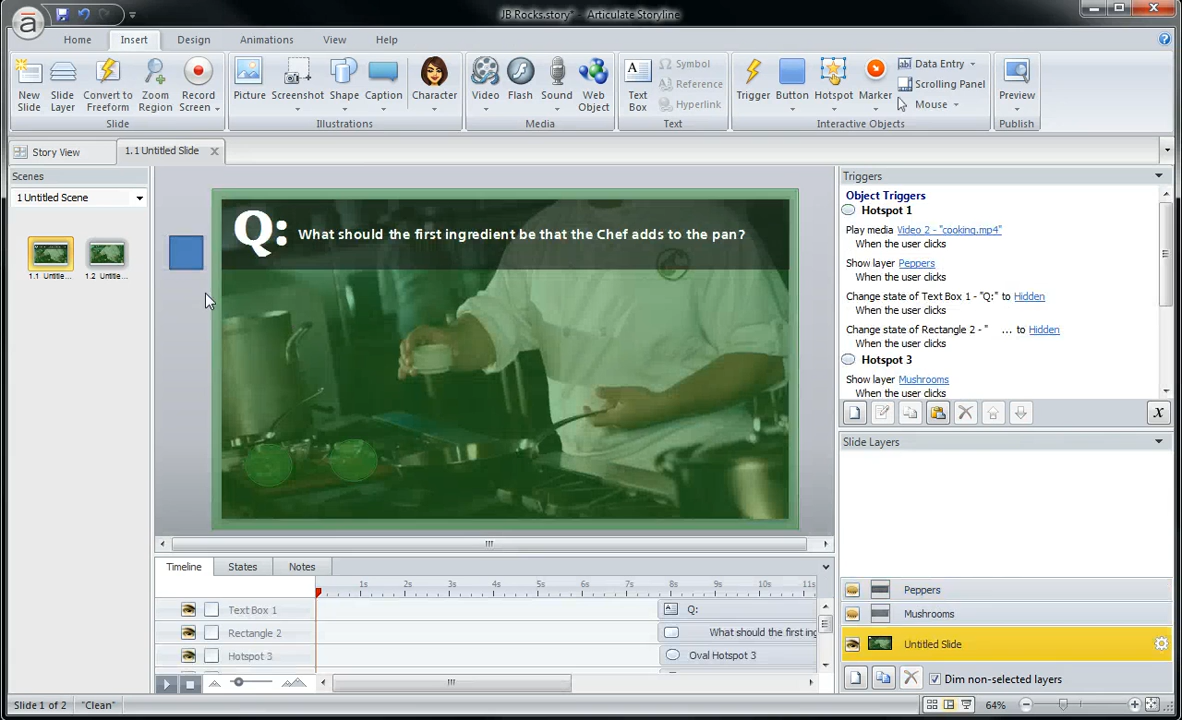 JB Rocks.story* - Articulate Storyline
Home Insert Design Animations View Help
New Slide
Slide Layer
Convert to Freeform
Zoom Region
Record Screen
Picture
Screenshot
Shape
Caption
Character
Video
Flash
Sound
Web Object
Text Box
Symbol
Reference
Hyperlink
Trigger
Button
Hotspot
Marker
Data Entry
Scrolling Panel
Mouse
Preview
Slide
Illustrations
Media
Text
Interactive Objects
Publish
Story View
1.1 Untitled Slide
Scenes
1 Untitled Scene
1.1 Untitle...
1.2 Untitle...
Q: What should the first ingredient be that the Chef adds to the pan?
Triggers
Object Triggers
Hotspot 1
Play media Video 2 - "cooking.mp4"
When the user clicks
Show layer Peppers
When the user clicks
Change state of Text Box 1 - "Q:" to Hidden
When the user clicks
Change state of Rectangle 2 - " ... to Hidden
When the user clicks
Hotspot 3
Show layer Mushrooms
When the user clicks
x
Slide Layers
Peppers
Mushrooms
Untitled Slide
Dim non-selected layers
Timeline States Notes
1s 2s 3s 4s 5s 6s 7s 8s 9s 10s 11s
Text Box 1 Q:
Rectangle 2 What should the first ing
Hotspot 3 Oval Hotspot 3
Slide 1 of 2 "Clean" 64%